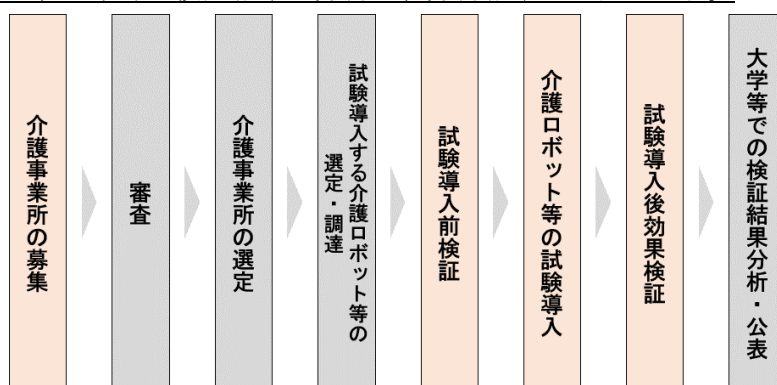 介護事業所の募集
審査
介護事業所の選定
試験導入する介護ロボット等の
選定・調達
試験導入前検証
介護ロボット等の試験導入
試験導入後効果検証
大学等での検証結果分析・公表